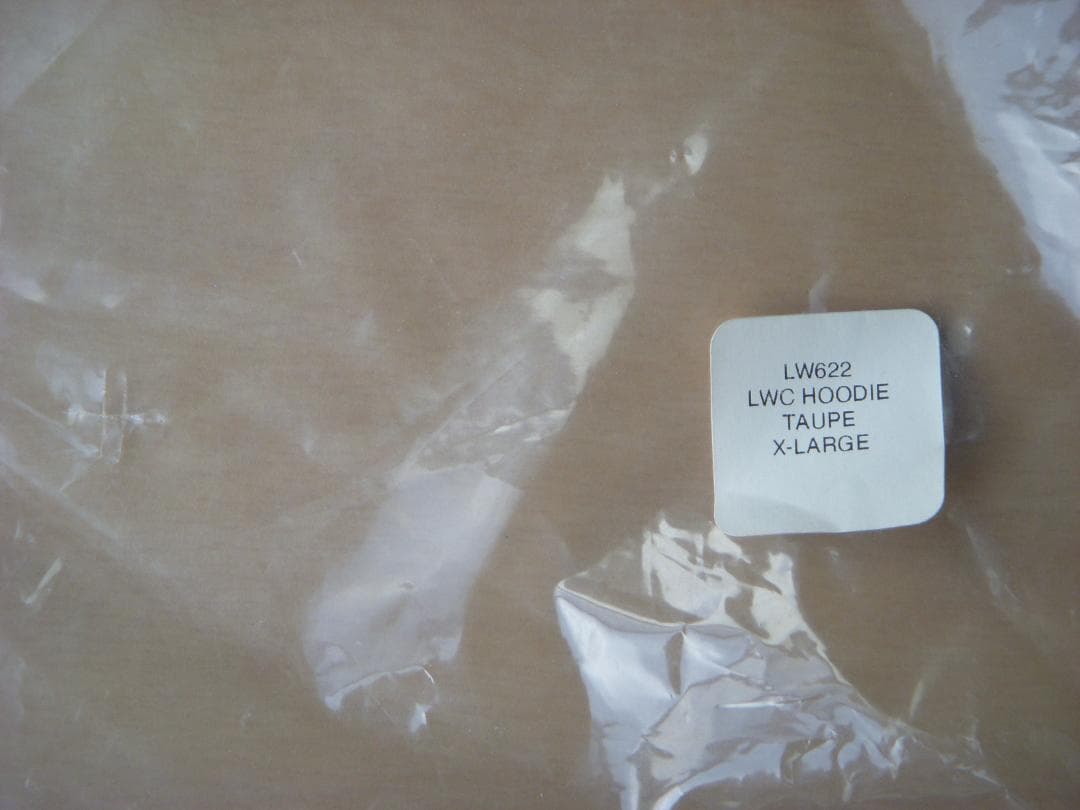 LW622
LWC HOODIE
TAUPE
X-LARGE